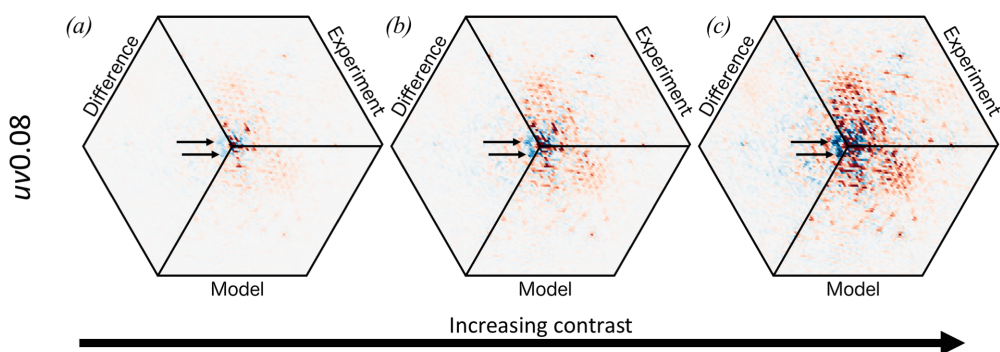 (a)
(b)
(c)
Difference
Experiment
Difference
Experiment
Difference
Experiment
uv0.08
Model
Model
Model
Increasing contrast